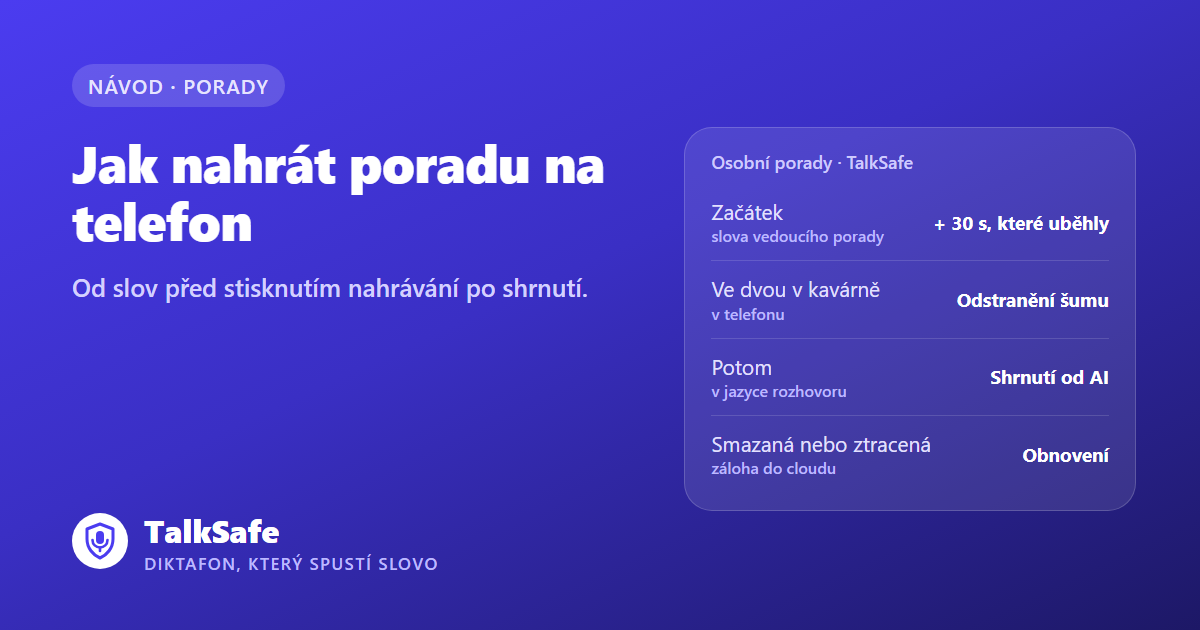 NÁVOD · PORADY
Jak nahrát poradu na
telefon
Od slov před stisknutím nahrávání po shrnutí.
Osobní porady · TalkSafe
Začátek
slova vedoucího porady
+ 30 s, které uběhly
Ve dvou v kavárně
v telefonu
Odstranění šumu
Potom
v jazyce rozhovoru
Shrnutí od AI
Smazaná nebo ztracená
záloha do cloudu
Obnovení
TalkSafe
DIKTAFON, KTERÝ SPUSTÍ SLOVO